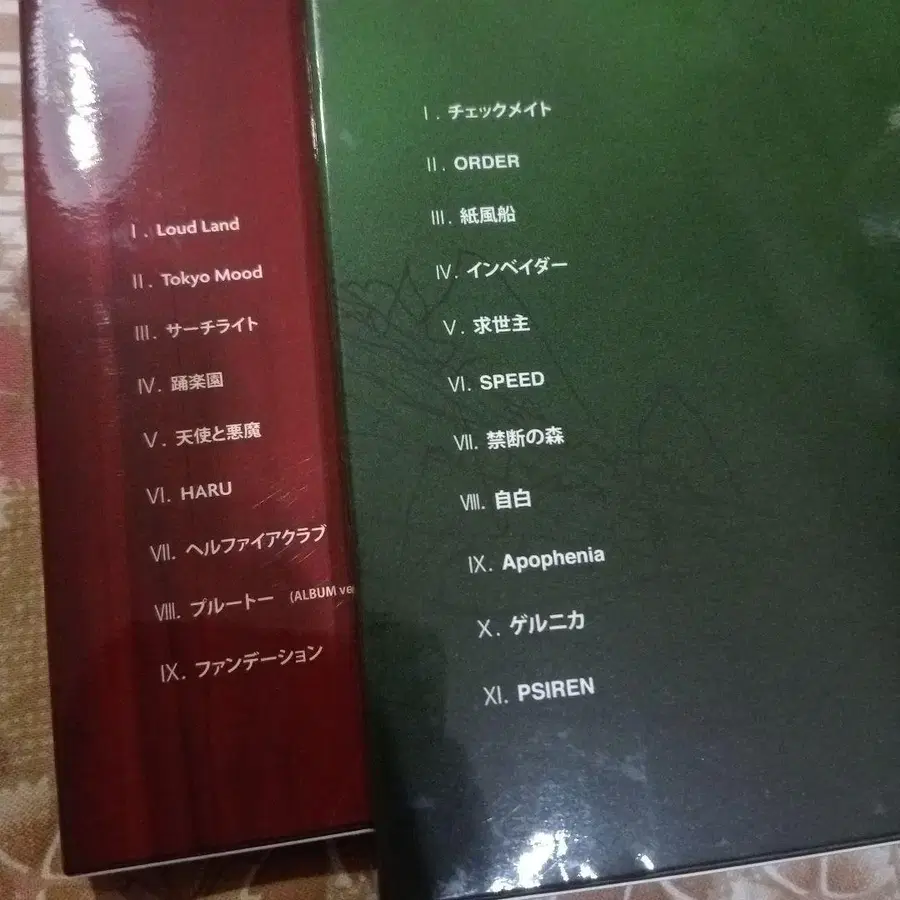 I. Loud Land
II. Tokyo Mood
III. サーチライト
IV. 踊楽園
V. 天使と悪魔
VI. HARU
VII. ヘルファイアクラブ
VIII. プルートー (ALBUM ve
IX. ファンデーション
I. チェックメイト
II. ORDER
III. 紙風船
IV. インベイダー
V. 求世主
VI. SPEED
VII. 禁断の森
VIII. 自白
IX. Apophenia
X. ゲルニカ
XI. PSIREN